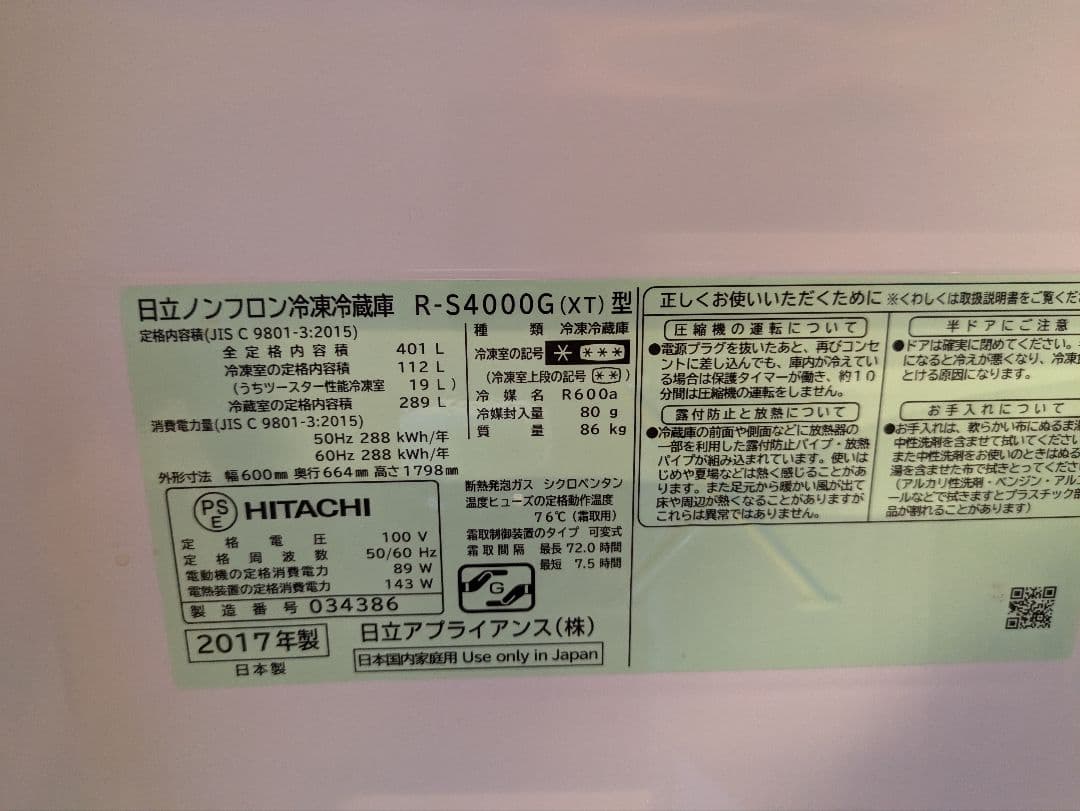 日立ノンフロン冷凍冷蔵庫 R-S4000G(XT)型
定格内容積(JIS C 9801-3:2015)
全定格内容積 401 L
冷凍室の定格内容積 112 L
(うちツースター性能冷凍室 19 L)
冷蔵室の定格内容積 289 L
消費電力量(JIS C 9801-3:2015)
50Hz 288 kWh/年
60Hz 288 kWh/年
外形寸法 幅600㎜ 奥行664㎜ 高さ1798㎜
種類 冷凍冷蔵庫
冷凍室の記号 * ***
(冷凍室上段の記号 **)
冷媒名 R600a
冷媒封入量 80 g
質量 86 kg
PS
E
HITACHI
定格電圧 100 V
定格周波数 50/60 Hz
電動機の定格消費電力 89 W
電熱装置の定格消費電力 143 W
製造番号 034386
2017年製
日本製
断熱発泡ガス シクロペンタン
温度ヒューズの定格動作温度
76℃(霜取用)
霜取制御装置のタイプ 可変式
霜取間隔 最長 72.0 時間
最短 7.5 時間
G
日立アプライアンス(株)
日本国内家庭用 Use only in Japan
正しくお使いいただくために ※くわしくは取扱説明書をご覧くだ
圧縮機の運転について
●電源プラグを抜いたあと、再びコンセ
ントに差し込んでも、庫内が冷えてい
る場合は保護タイマーが働き、約10
分間は圧縮機の運転をしません。
露付防止と放熱について
●冷蔵庫の前面や側面などに放熱器の
一部を利用した露付防止パイプ・放熱
パイプが組み込まれています。使いは
じめや夏場などは熱く感じることがあ
ります。また足元から暖かい風が出て
床や周辺が熱くなることがありますが
これらは異常ではありません。
半ドアにご注意
●ドアは確実に閉めてください。
になると冷えが悪くなり、冷凍
とける原因になります。
お手入れについて
●お手入れは、軟らかい布にぬるま
中性洗剤を含ませて拭いてくださ
また中性洗剤をお使いのときはぬる
湯を含ませた布で拭きとってくださ
(アルカリ性洗剤・ベンジン・アル
ールなどで拭きますとプラスチック
品が割れることがあります)